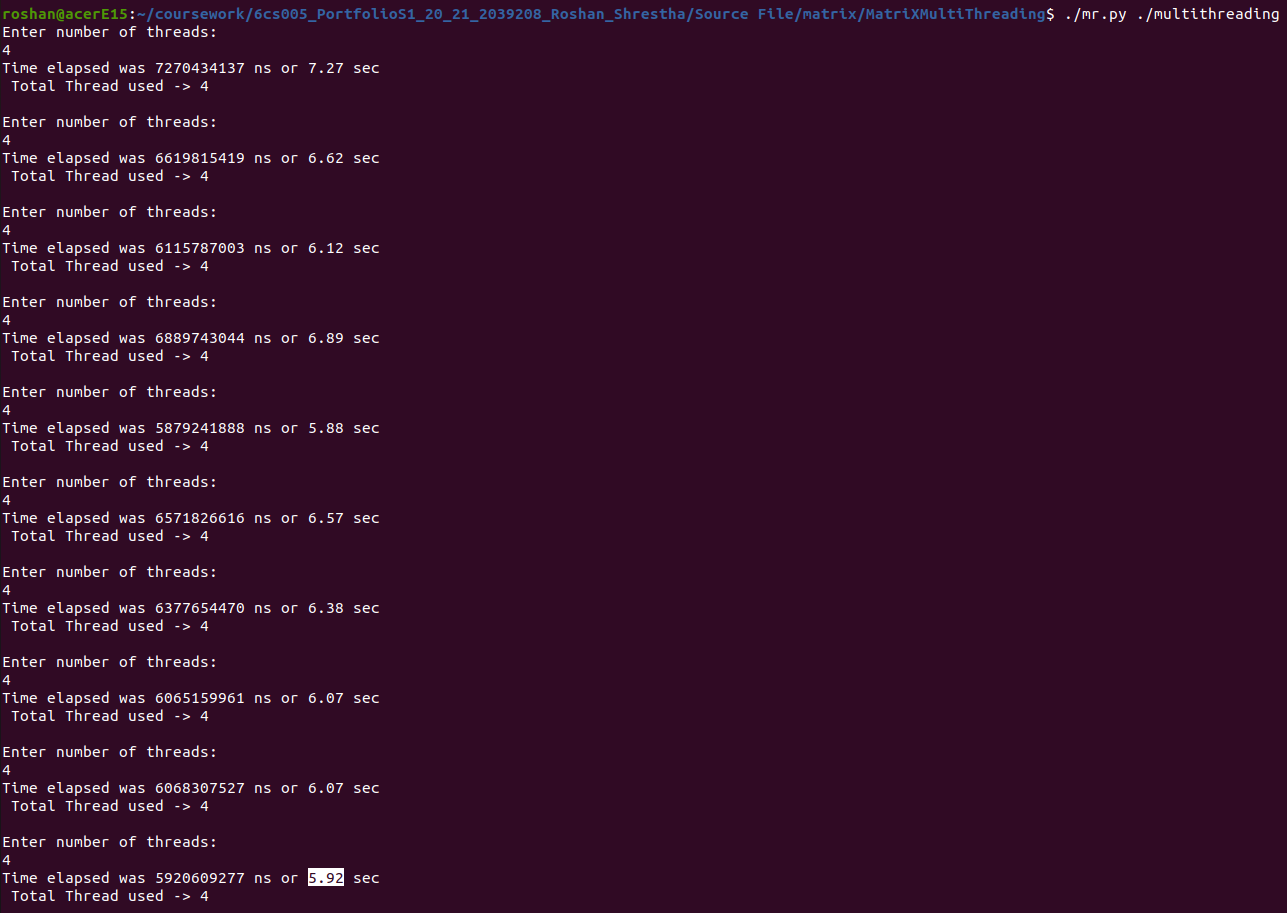 roshan@acerE15:~/coursework/6cs005_PortfolioS1_20_21_2039208_Roshan_Shrestha/Source File/matrix/MatriXMultiThreading$ ./mr.py ./multithreading
Enter number of threads:
4
Time elapsed was 7270434137 ns or 7.27 sec
 Total Thread used -> 4

Enter number of threads:
4
Time elapsed was 6619815419 ns or 6.62 sec
 Total Thread used -> 4

Enter number of threads:
4
Time elapsed was 6115787003 ns or 6.12 sec
 Total Thread used -> 4

Enter number of threads:
4
Time elapsed was 6889743044 ns or 6.89 sec
 Total Thread used -> 4

Enter number of threads:
4
Time elapsed was 5879241888 ns or 5.88 sec
 Total Thread used -> 4

Enter number of threads:
4
Time elapsed was 6571826616 ns or 6.57 sec
 Total Thread used -> 4

Enter number of threads:
4
Time elapsed was 6377654470 ns or 6.38 sec
 Total Thread used -> 4

Enter number of threads:
4
Time elapsed was 6065159961 ns or 6.07 sec
 Total Thread used -> 4

Enter number of threads:
4
Time elapsed was 6068307527 ns or 6.07 sec
 Total Thread used -> 4

Enter number of threads:
4
Time elapsed was 5920609277 ns or 5.92 sec
 Total Thread used -> 4